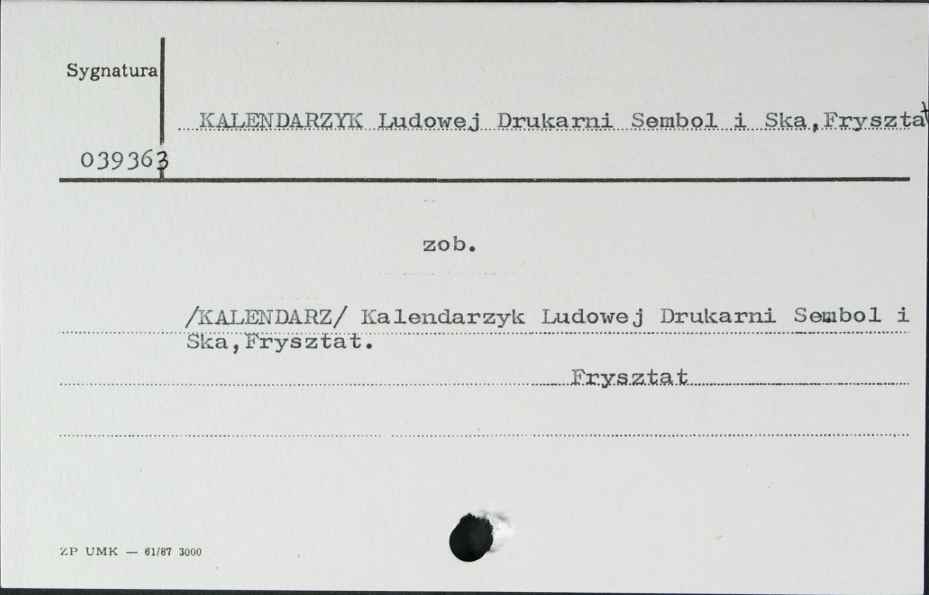 Sygnatura
KALENDARZYK Ludowej Drukarni Sembol i Ska,Frysztat
039363
zob.
/KALENDARZ/ Kalendarzyk Ludowej Drukarni Sembol i
Ska,Frysztat.
Frysztat
ZP UMK — 61/87 3000